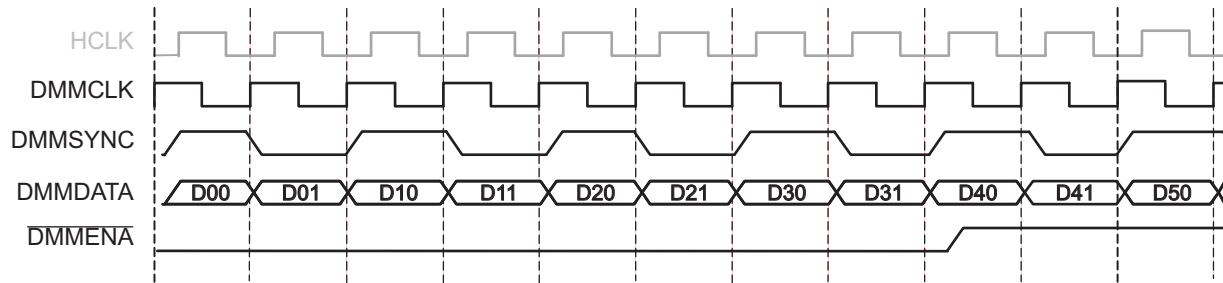 HCLK
DMMCLK
DMMSYNC
DMMDATA D00 D01 D10 D11 D20 D21 D30 D31 D40 D41 D50
DMMENA